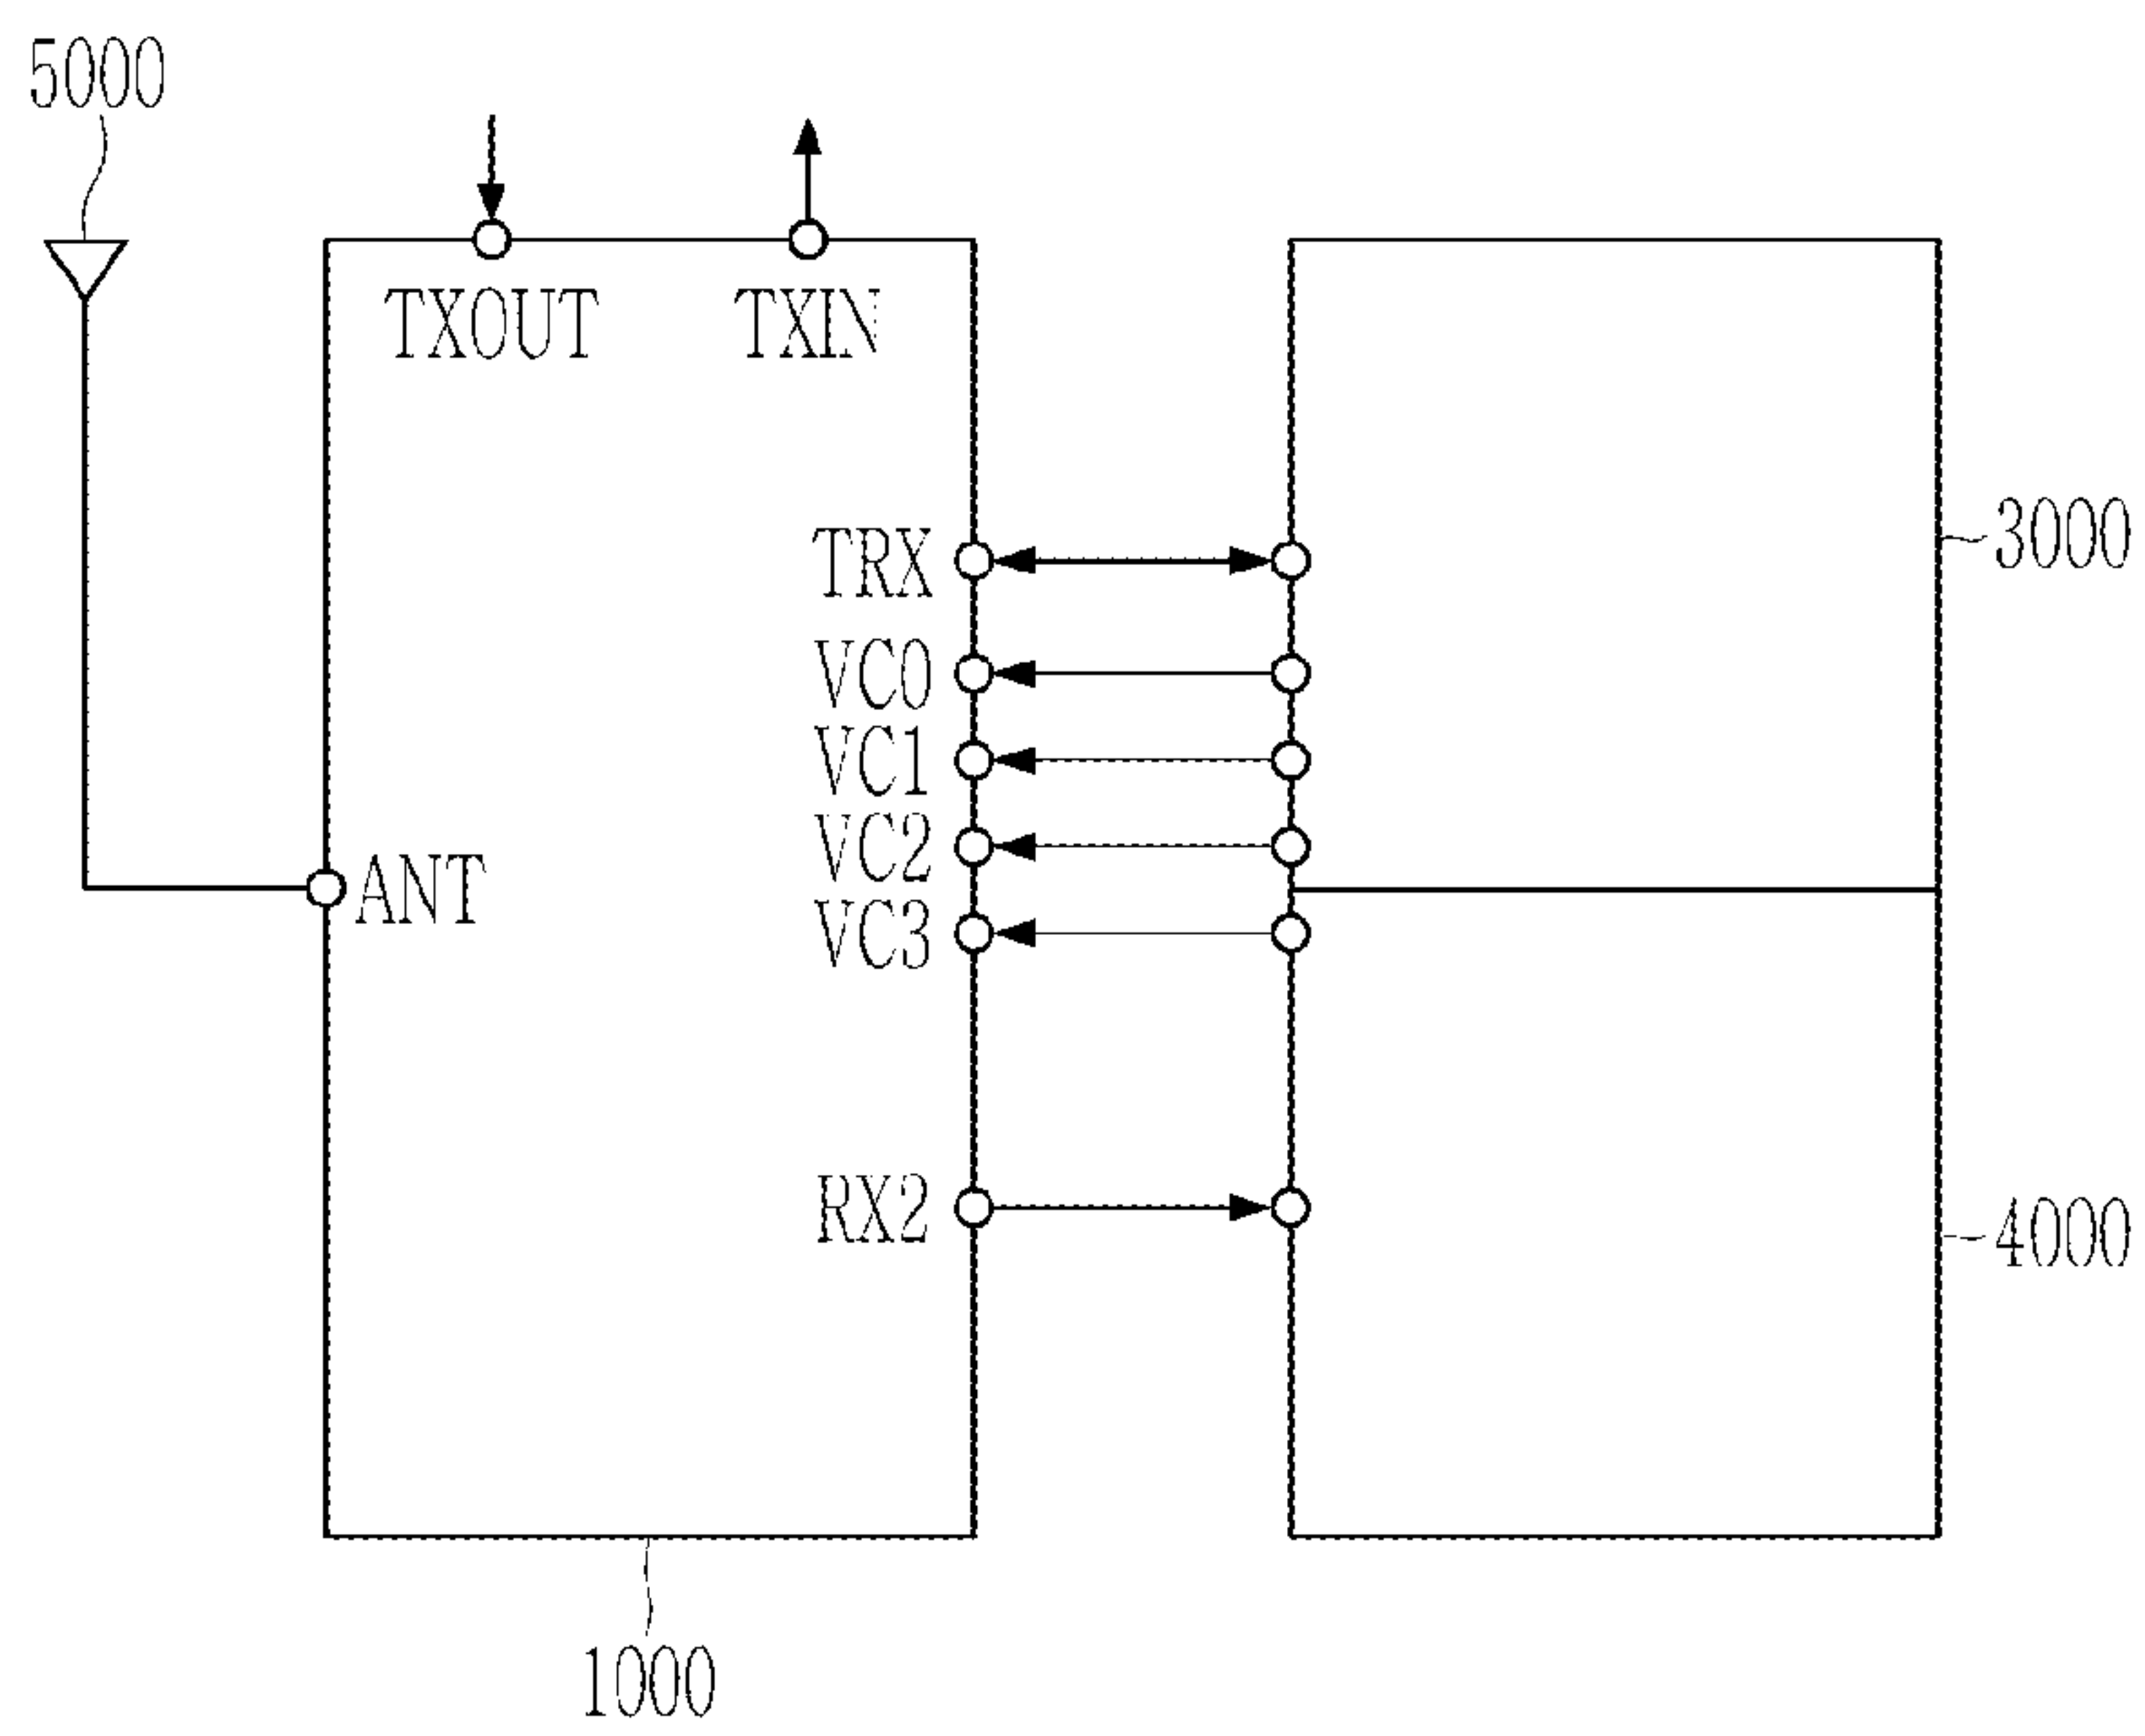 5000
TXOUT TXIN
TRX
3000
VC0
VC1
VC2
ANT
VC3
RX2
4000
1000